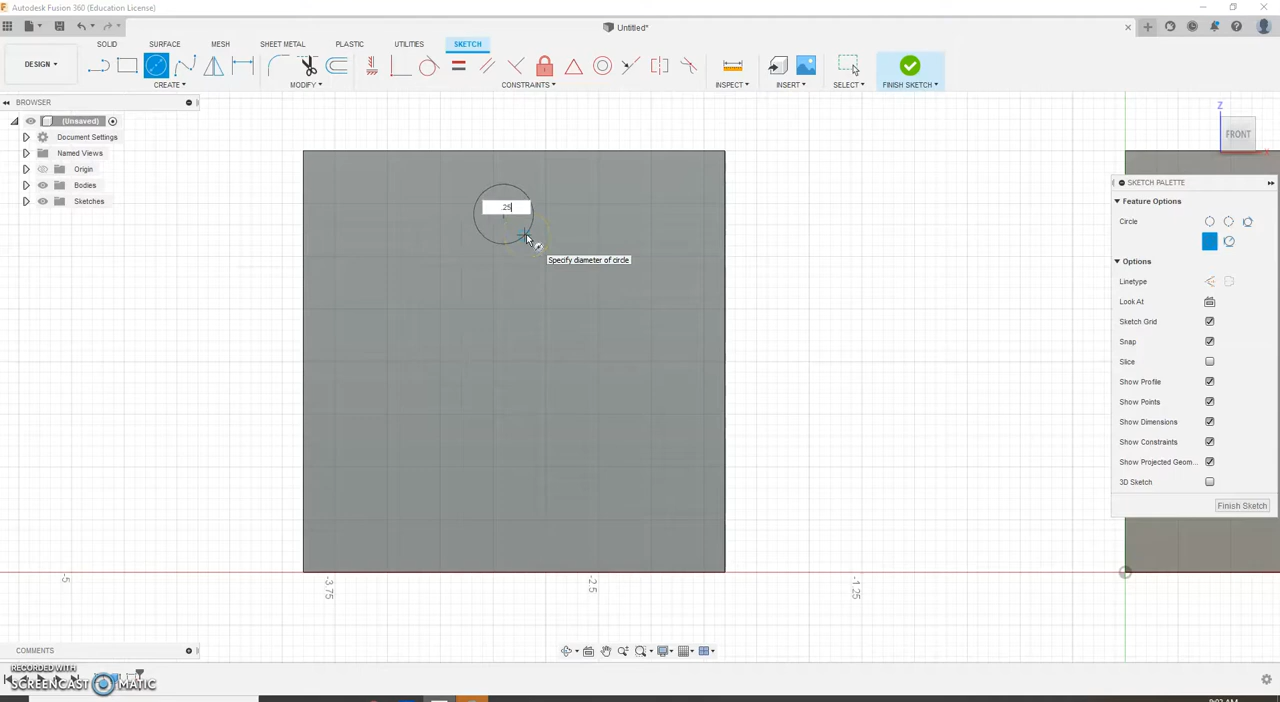 Autodesk Fusion 360 (Education License)
Untitled*
SOLID SURFACE MESH SHEET METAL PLASTIC UTILITIES SKETCH
DESIGN
CREATE MODIFY CONSTRAINTS INSPECT INSERT SELECT FINISH SKETCH
BROWSER
(Unsaved)
Document Settings
Named Views
Origin
Bodies
Sketches
.25
Specify diameter of circle
Z
FRONT
X
SKETCH PALETTE
Feature Options
Circle
Options
Linetype
Look At
Sketch Grid
Snap
Slice
Show Profile
Show Points
Show Dimensions
Show Constraints
Show Projected Geom...
3D Sketch
Finish Sketch
-5
-3.75
-2.5
-1.25
COMMENTS
RECORDED WITH
SCREENCAST MATIC